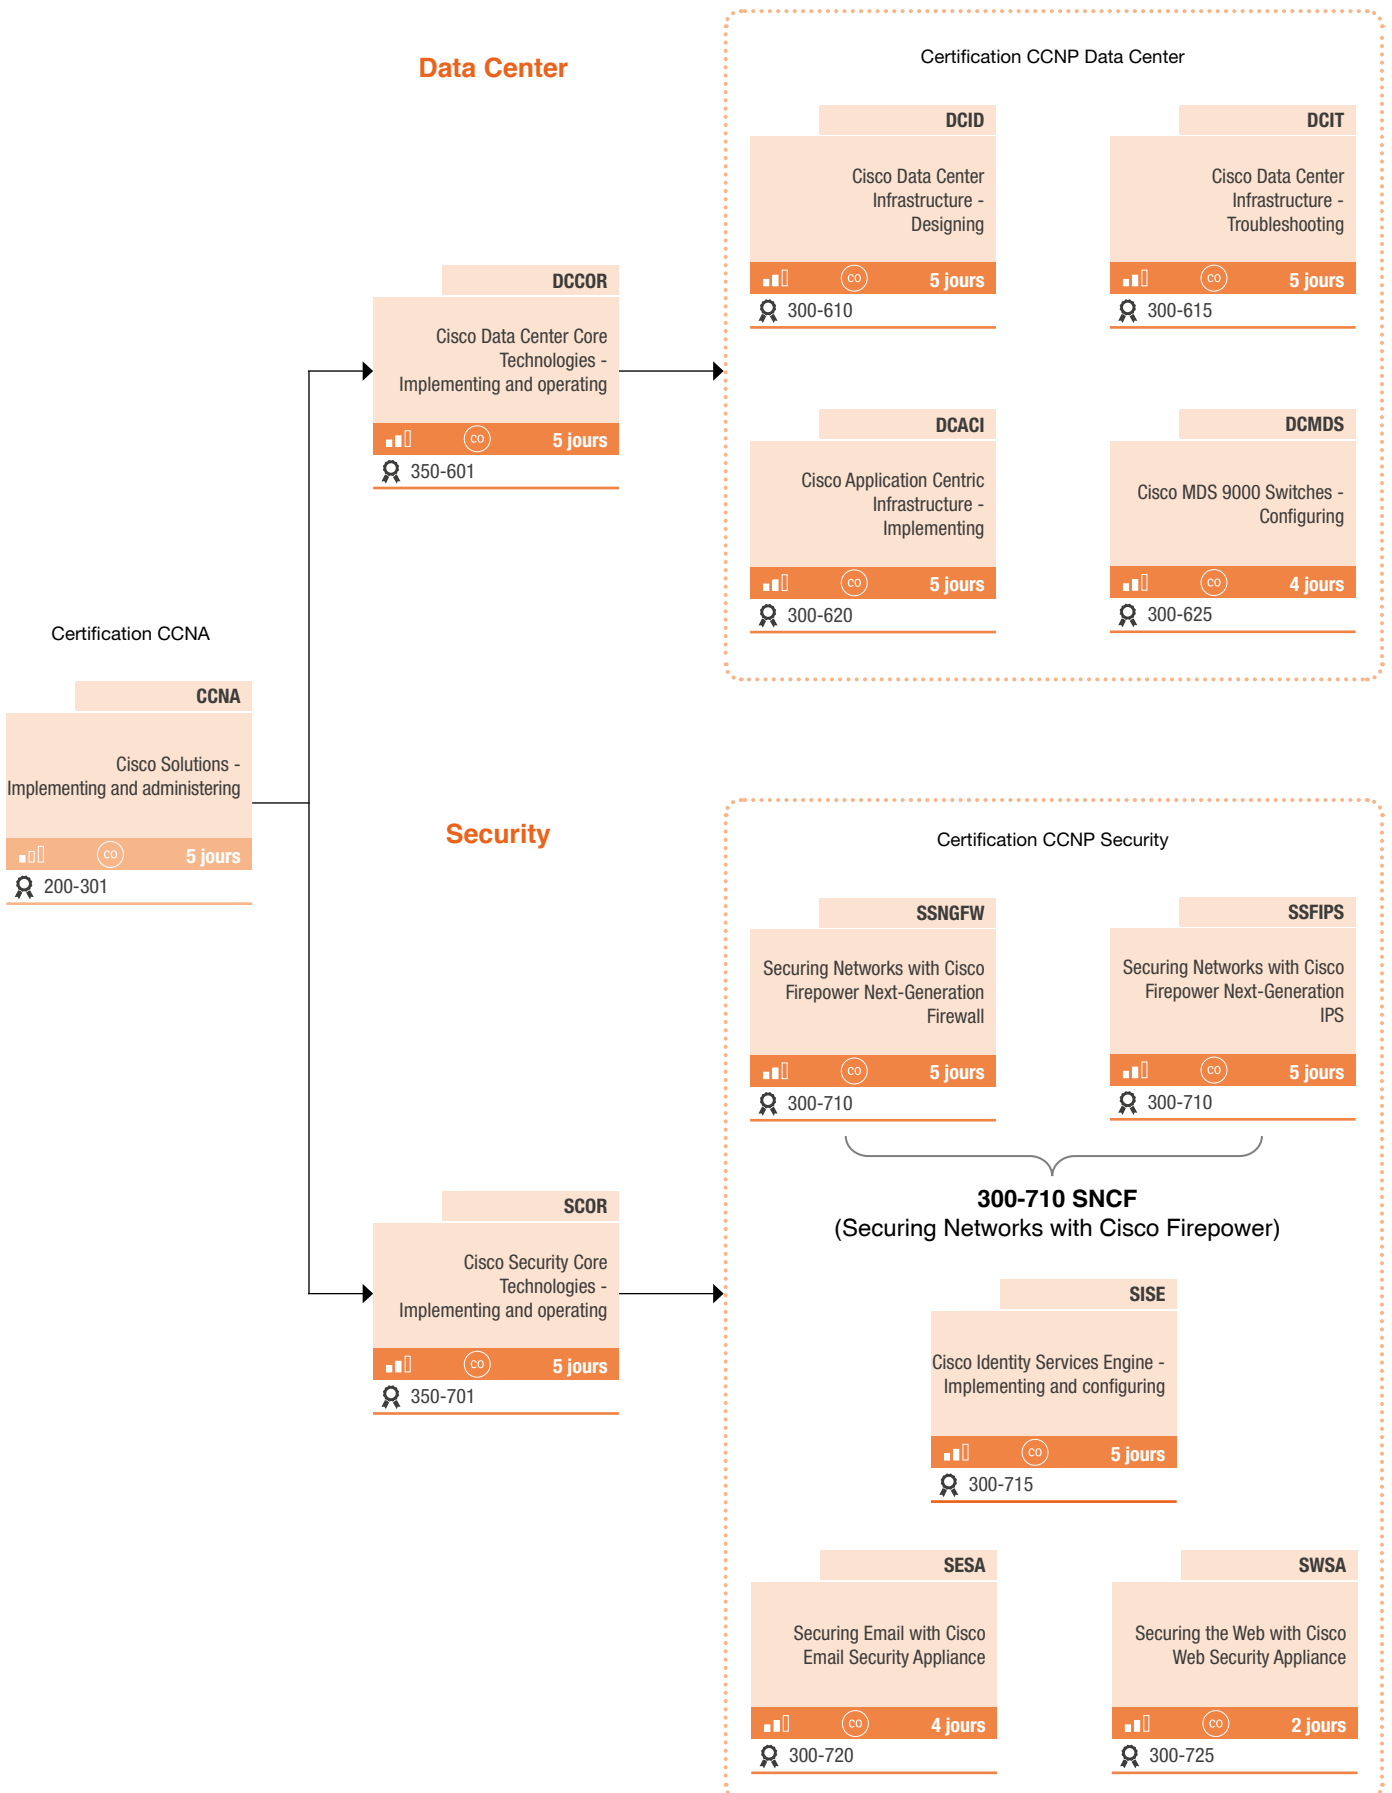 Data Center
Certification CCNP Data Center
DCID
Cisco Data Center
Infrastructure -
Designing
CO
5 jours
300-610
DCIT
Cisco Data Center
Infrastructure -
Troubleshooting
CO
5 jours
300-615
DCCOR
Cisco Data Center Core
Technologies -
Implementing and operating
CO
5 jours
350-601
DCACI
Cisco Application Centric
Infrastructure -
Implementing
CO
5 jours
300-620
DCMDS
Cisco MDS 9000 Switches -
Configuring
CO
4 jours
300-625
Certification CCNA
CCNA
Cisco Solutions -
Implementing and administering
CO
5 jours
200-301
Security
Certification CCNP Security
SSNGFW
Securing Networks with Cisco
Firepower Next-Generation
Firewall
CO
5 jours
300-710
SSFIPS
Securing Networks with Cisco
Firepower Next-Generation
IPS
CO
5 jours
300-710
300-710 SNCF
(Securing Networks with Cisco Firepower)
SCOR
Cisco Security Core
Technologies -
Implementing and operating
CO
5 jours
350-701
SISE
Cisco Identity Services Engine -
Implementing and configuring
CO
5 jours
300-715
SESA
Securing Email with Cisco
Email Security Appliance
CO
4 jours
300-720
SWSA
Securing the Web with Cisco
Web Security Appliance
CO
2 jours
300-725